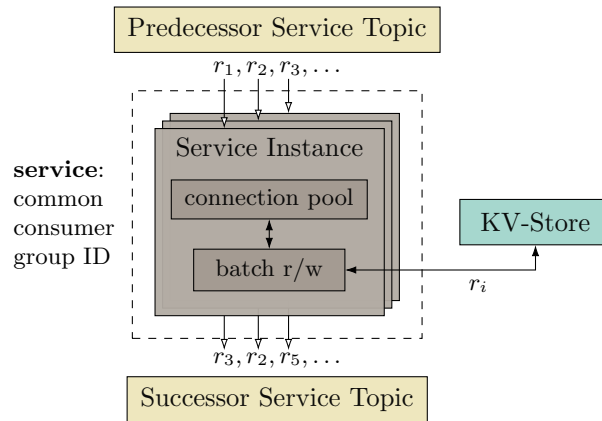 Predecessor Service Topic
r1, r2, r3, . . .
Service Instance
service:
common
consumer
group ID
connection pool
KV-Store
batch r/w
ri
r3, r2, r5, . . .
Successor Service Topic